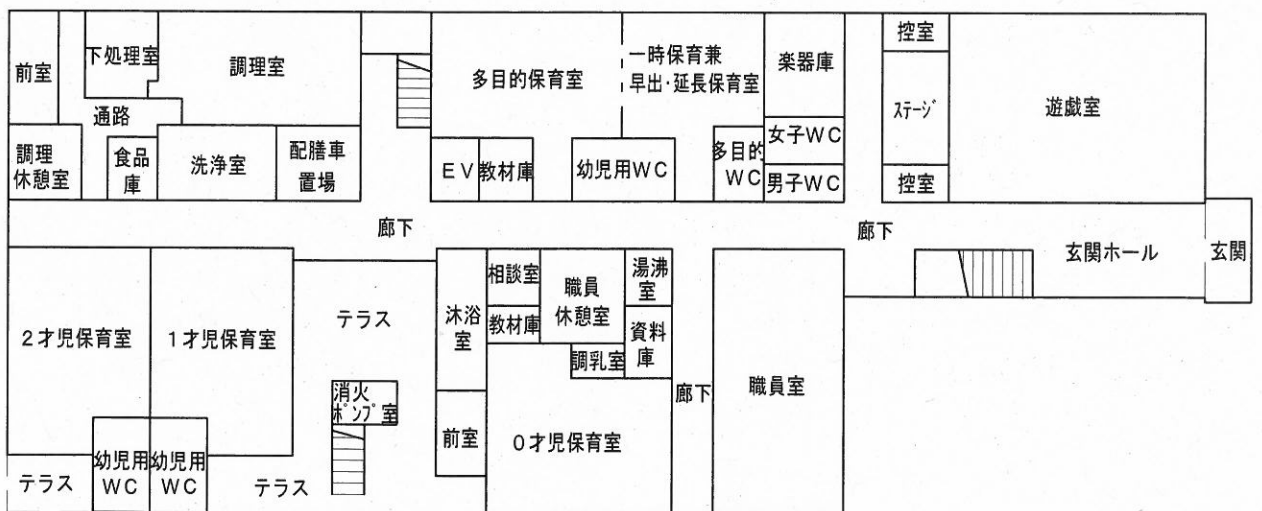 前室
下処理室
調理室
通路
調理
休憩室
食品
庫
洗浄室
配膳車
置場
多目的保育室
一時保育兼
早出・延長保育室
楽器庫
ＥＶ
教材庫
幼児用ＷＣ
多目的
ＷＣ
女子ＷＣ
男子ＷＣ
控室
ｽﾃｰｼﾞ
控室
遊戯室
廊下
廊下
玄関ホール
玄関
２才児保育室
１才児保育室
テラス
沐浴
室
相談室
教材庫
職員
休憩室
湯沸
室
資料
庫
調乳室
消火
ﾎﾟﾝﾌﾟ室
前室
０才児保育室
廊下
職員室
テラス
幼児用
ＷＣ
幼児用
ＷＣ
テラス